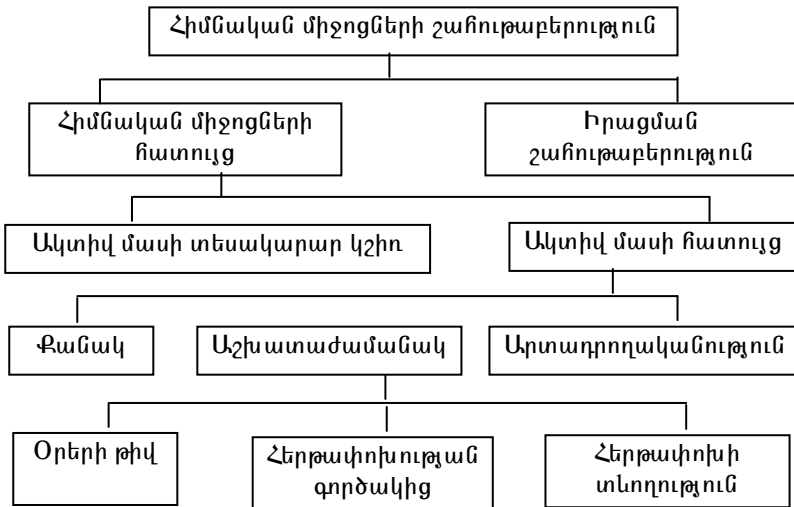 Հիմնական միջոցների շահութաբերություն
Հիմնական միջոցների
հատույց
Իրացման
շահութաբերություն
Ակտիվ մասի տեսակարար կշիռ
Ակտիվ մասի հատույց
Քանակ
Աշխատաժամանակ
Արտադրողականություն
Օրերի թիվ
Հերթափոխության
գործակից
Հերթափոխի
տևողություն